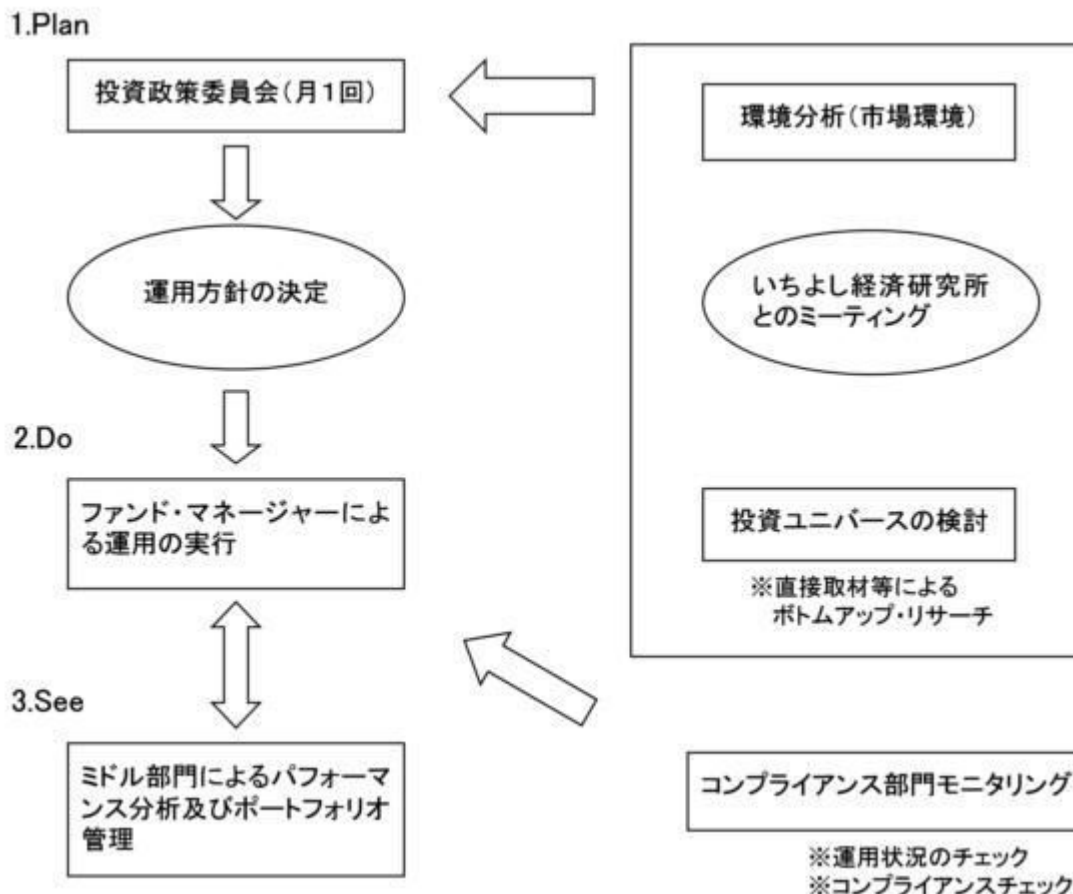 1.Plan
投資政策委員会(月1回)
運用方針の決定
2.Do
ファンド・マネージャーによ
る運用の実行
3.See
ミドル部門によるパフォーマ
ンス分析及びポートフォリオ
管理
環境分析(市場環境)
いちよし経済研究所
とのミーティング
投資ユニバースの検討
※直接取材等による
ボトムアップ・リサーチ
コンプライアンス部門モニタリング
※運用状況のチェック
※コンプライアンスチェック